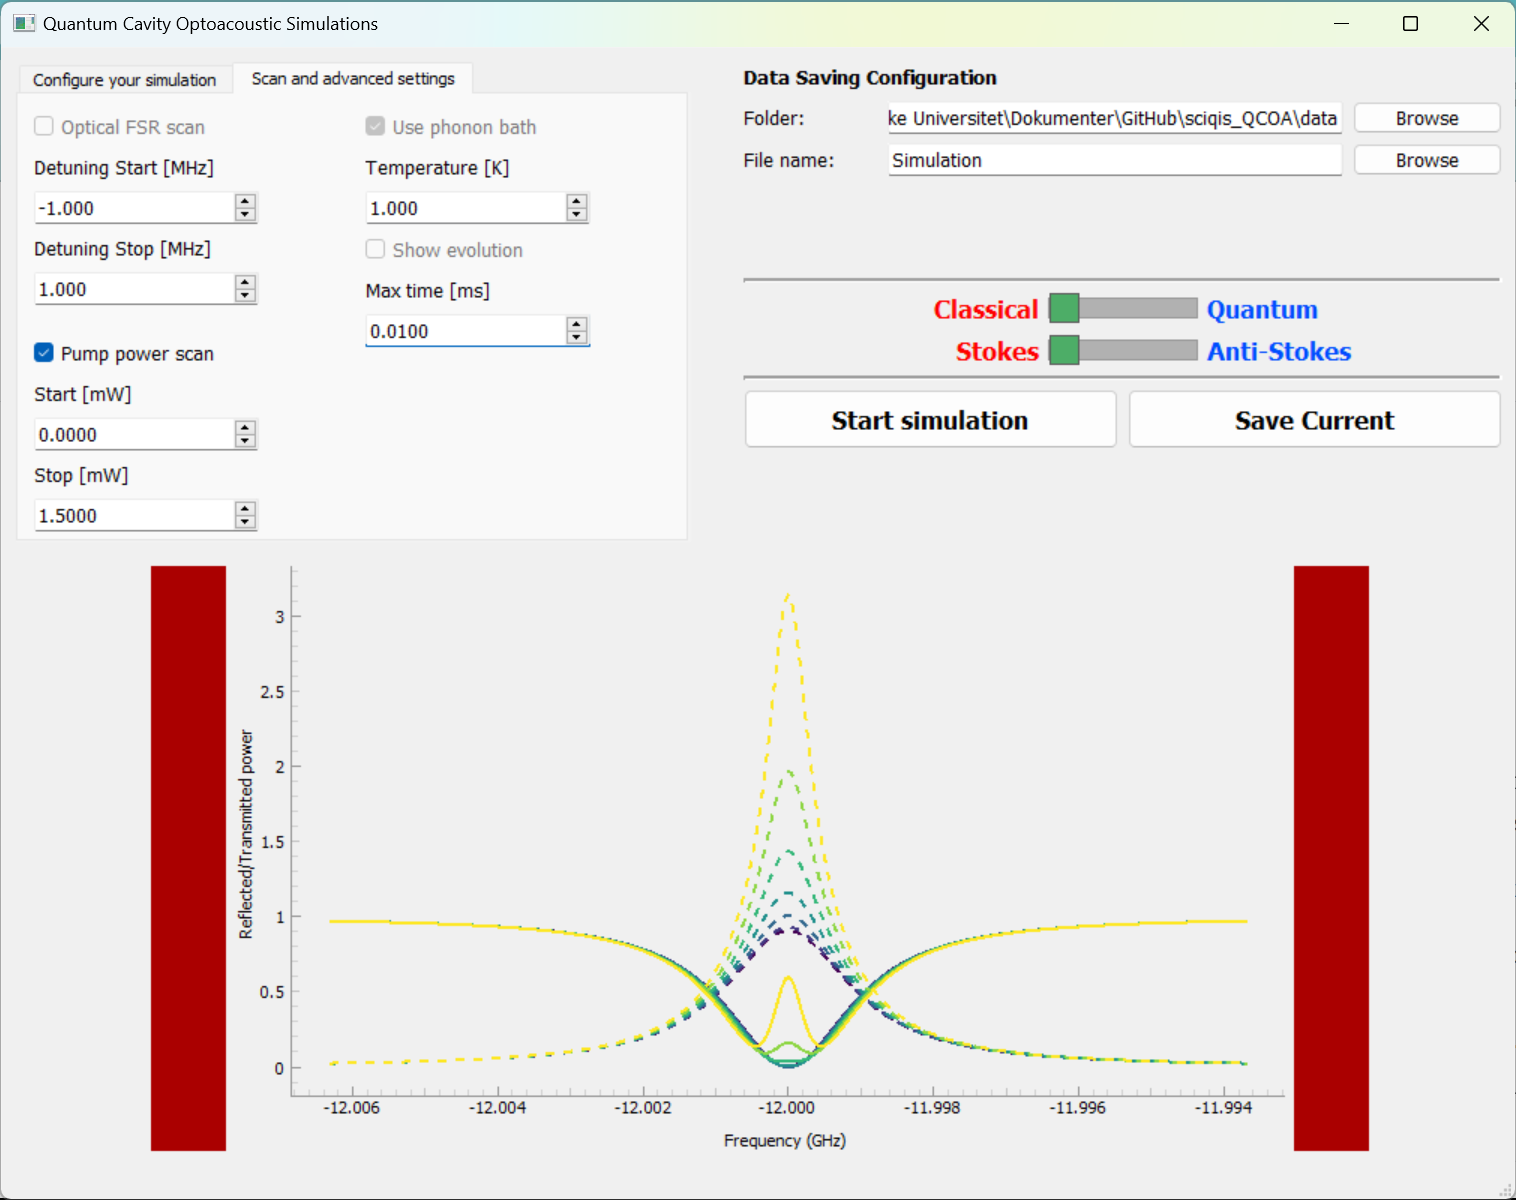 Quantum Cavity Optoacoustic Simulations
Configure your simulation
Scan and advanced settings
Optical FSR scan
Detuning Start [MHz]
-1.000
Detuning Stop [MHz]
1.000
Pump power scan
Start [mW]
0.0000
Stop [mW]
1.5000
Use phonon bath
Temperature [K]
1.000
Show evolution
Max time [ms]
0.0100
Data Saving Configuration
Folder: ke Universitet\Dokumenter\GitHub\sciqis_QCOA\data Browse
File name: Simulation Browse
Classical Quantum
Stokes Anti-Stokes
Start simulation Save Current
Reflected/Transmitted power
3
2.5
2
1.5
1
0.5
0
-12.006 -12.004 -12.002 -12.000 -11.998 -11.996 -11.994
Frequency (GHz)